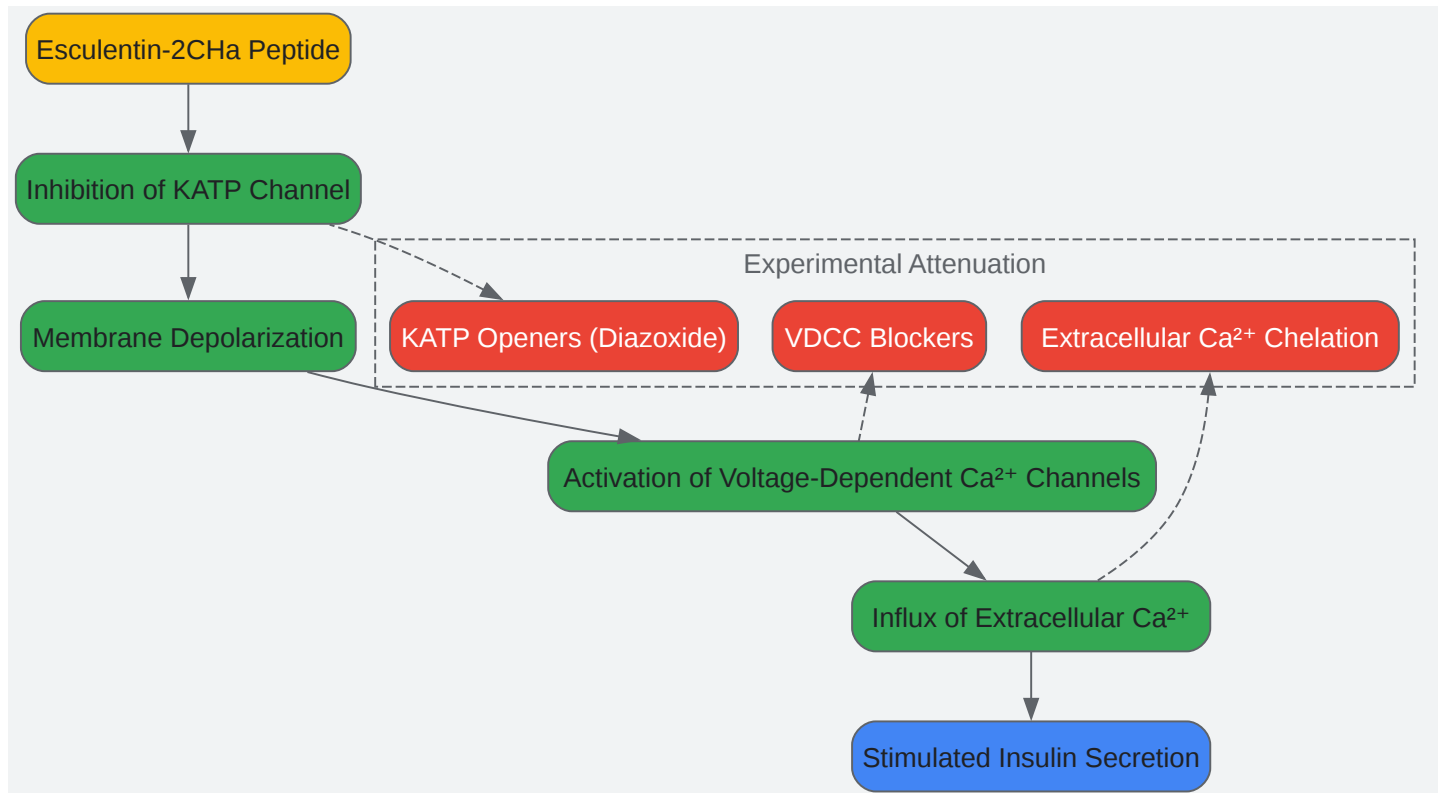 Esculentin-2CHa Peptide
Inhibition of KATP Channel
Experimental Attenuation
Membrane Depolarization
KATP Openers (Diazoxide)
VDCC Blockers
Extracellular Ca²⁺ Chelation
Activation of Voltage-Dependent Ca²⁺ Channels
Influx of Extracellular Ca²⁺
Stimulated Insulin Secretion